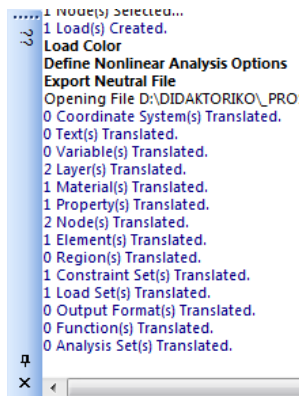 1 Node(s) Selected...
1 Load(s) Created.
Load Color
Define Nonlinear Analysis Options
Export Neutral File
Opening File D:\DIDAKTORIKO\_PRO
0 Coordinate System(s) Translated.
0 Text(s) Translated.
0 Variable(s) Translated.
2 Layer(s) Translated.
1 Material(s) Translated.
1 Property(s) Translated.
2 Node(s) Translated.
1 Element(s) Translated.
0 Region(s) Translated.
1 Constraint Set(s) Translated.
1 Load Set(s) Translated.
0 Output Format(s) Translated.
0 Function(s) Translated.
0 Analysis Set(s) Translated.